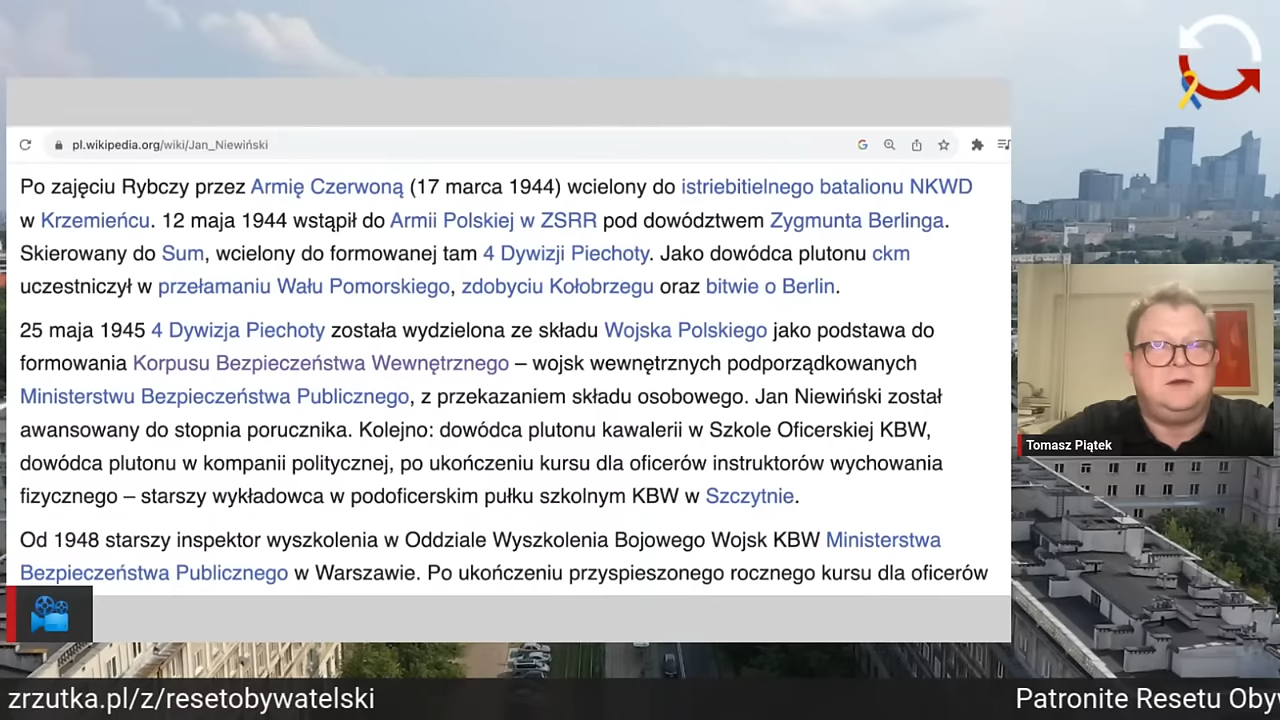 pl.wikipedia.org/wiki/Jan_Niewiński
Po zajęciu Rybczy przez Armię Czerwoną (17 marca 1944) wcielony do istriebitielnego batalionu NKWD
w Krzemieńcu. 12 maja 1944 wstąpił do Armii Polskiej w ZSRR pod dowództwem Zygmunta Berlinga.
Skierowany do Sum, wcielony do formowanej tam 4 Dywizji Piechoty. Jako dowódca plutonu ckm
uczestniczył w przełamaniu Wału Pomorskiego, zdobyciu Kołobrzegu oraz bitwie o Berlin.
25 maja 1945 4 Dywizja Piechoty została wydzielona ze składu Wojska Polskiego jako podstawa do
formowania Korpusu Bezpieczeństwa Wewnętrznego – wojsk wewnętrznych podporządkowanych
Ministerstwu Bezpieczeństwa Publicznego, z przekazaniem składu osobowego. Jan Niewiński został
awansowany do stopnia porucznika. Kolejno: dowódca plutonu kawalerii w Szkole Oficerskiej KBW,
dowódca plutonu w kompanii politycznej, po ukończeniu kursu dla oficerów instruktorów wychowania
fizycznego – starszy wykładowca w podoficerskim pułku szkolnym KBW w Szczytnie.
Od 1948 starszy inspektor wyszkolenia w Oddziale Wyszkolenia Bojowego Wojsk KBW Ministerstwa
Bezpieczeństwa Publicznego w Warszawie. Po ukończeniu przyspieszonego rocznego kursu dla oficerów
Tomasz Piątek
zrzutka.pl/z/resetobywatelski
Patronite Resetu Oby